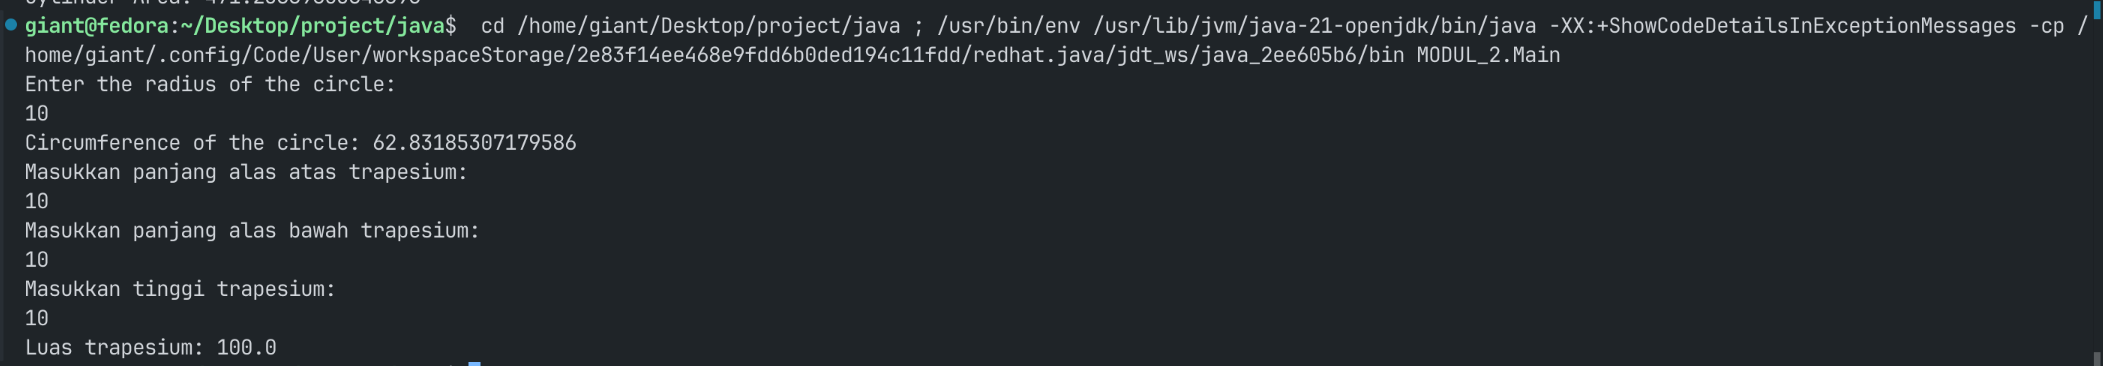 giant@fedora:~/Desktop/project/java$  cd /home/giant/Desktop/project/java ; /usr/bin/env /usr/lib/jvm/java-21-openjdk/bin/java -XX:+ShowCodeDetailsInExceptionMessages -cp /
home/giant/.config/Code/User/workspaceStorage/2e83f14ee468e9fdd6b0ded194c11fdd/redhat.java/jdt_ws/java_2ee605b6/bin MODUL_2.Main
Enter the radius of the circle:
10
Circumference of the circle: 62.83185307179586
Masukkan panjang alas atas trapesium:
10
Masukkan panjang alas bawah trapesium:
10
Masukkan tinggi trapesium:
10
Luas trapesium: 100.0